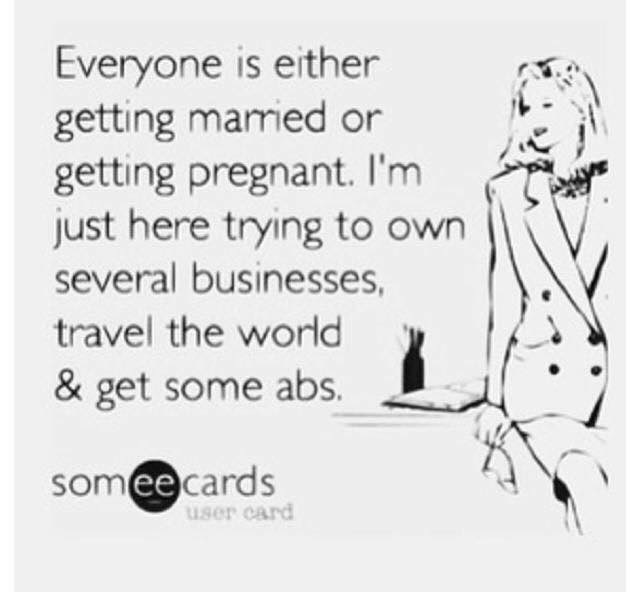 Everyone is either
getting married or
getting pregnant. I'm
just here trying to own
several businesses,
travel the world
& get some abs.
someecards
user card